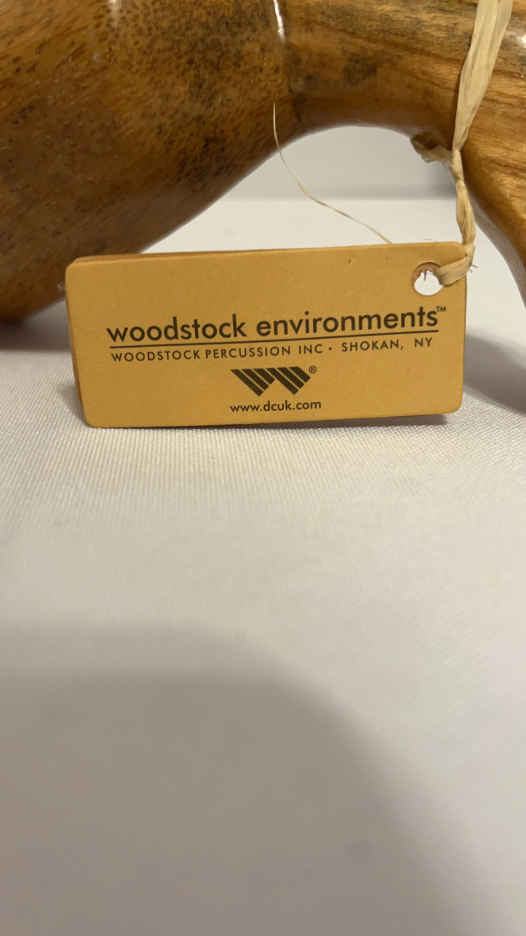 woodstock environments™
WOODSTOCK PERCUSSION INC • SHOKAN, NY
®
www.dcuk.com